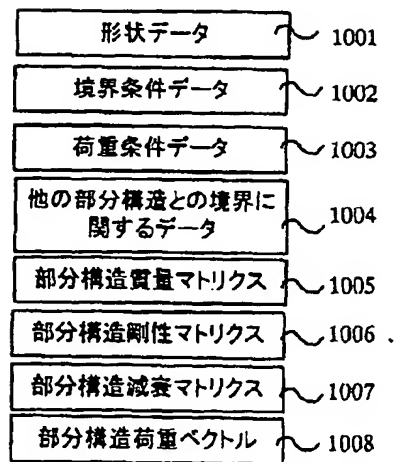 形状データ 1001
境界条件データ 1002
荷重条件データ 1003
他の部分構造との境界に
関するデータ 1004
部分構造質量マトリクス 1005
部分構造剛性マトリクス 1006
部分構造減衰マトリクス 1007
部分構造荷重ベクトル 1008